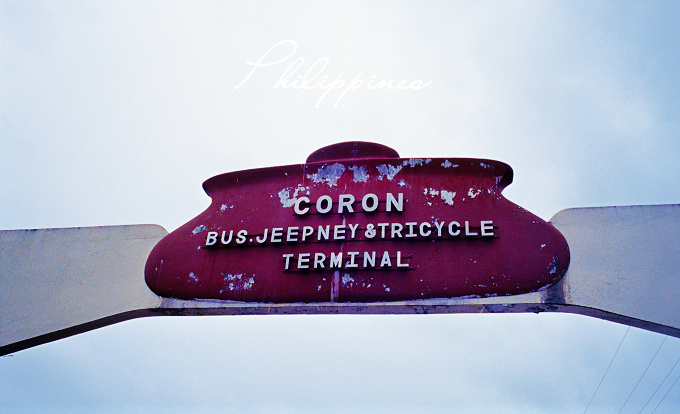 Philippines
CORON
BUS.JEEPNEY&TRICYCLE
TERMINAL